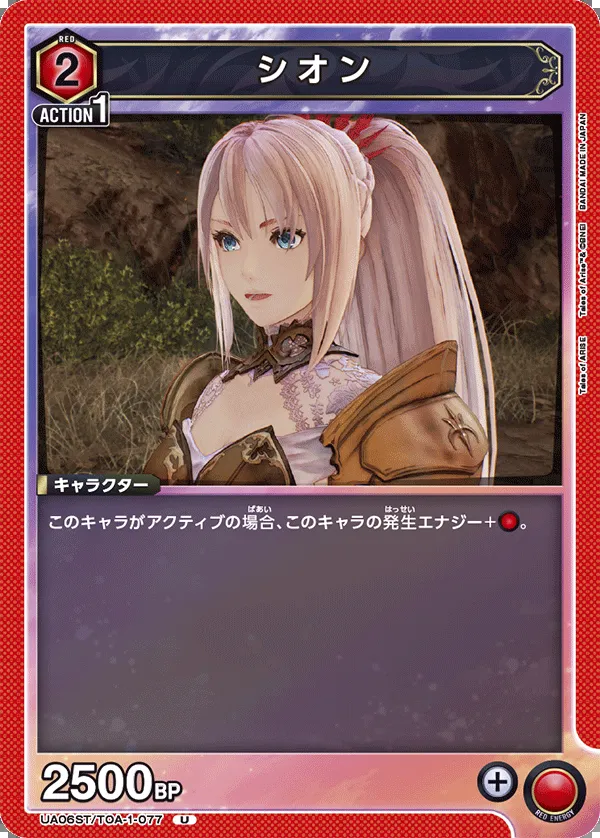 RED
2
シオン
ACTION 1
BANDAI MADE IN JAPAN
Tales of Arise™& ©BNEI
Tales of ARISE
キャラクター
このキャラがアクティブの場合、このキャラの発生エナジー+。
ばあい
はっせい
2500BP
UA06ST/TOA-1-077 U
+
RED ENERGY